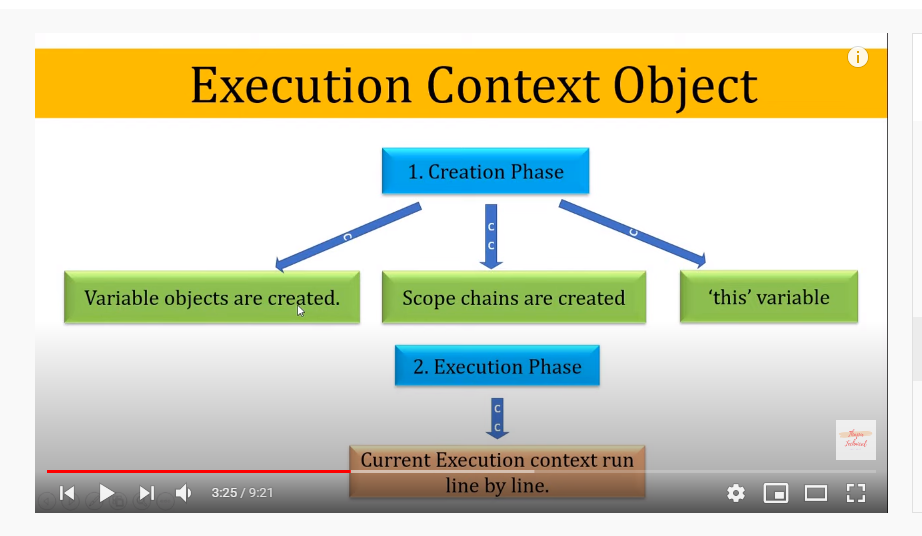 Execution Context Object
1. Creation Phase
C
C
C
C
Variable objects are created.
Scope chains are created
‘this’ variable
2. Execution Phase
C
C
Current Execution context run
line by line.
3:25 / 9:21
i